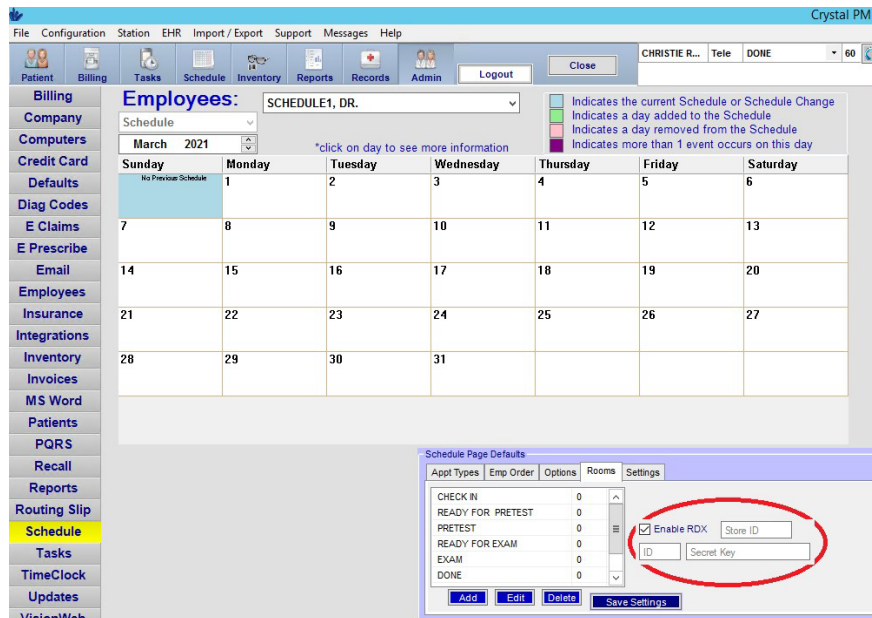 Crystal PM
File Configuration Station EHR Import / Export Support Messages Help
Patient Billing Tasks Schedule Inventory Reports Records Admin Logout Close CHRISTIE R... Tele DONE 60
Billing
Company
Computers
Credit Card
Defaults
Diag Codes
E Claims
E Prescribe
Email
Employees
Insurance
Integrations
Inventory
Invoices
MS Word
Patients
PQRS
Recall
Reports
Routing Slip
Schedule
Tasks
TimeClock
Updates
VisionWeb
Employees: SCHEDULE1, DR.
Schedule
March 2021
*click on day to see more information
Indicates the current Schedule or Schedule Change
Indicates a day added to the Schedule
Indicates a day removed from the Schedule
Indicates more than 1 event occurs on this day
Sunday Monday Tuesday Wednesday Thursday Friday Saturday
No Previous Schedule 1 2 3 4 5 6
7 8 9 10 11 12 13
14 15 16 17 18 19 20
21 22 23 24 25 26 27
28 29 30 31
Schedule Page Defaults
Appt Types Emp Order Options Rooms Settings
CHECK IN 0
READY FOR PRETEST 0
PRETEST 0
READY FOR EXAM 0
EXAM 0
DONE 0
Enable RDX Store ID
ID Secret Key
Add Edit Delete Save Settings